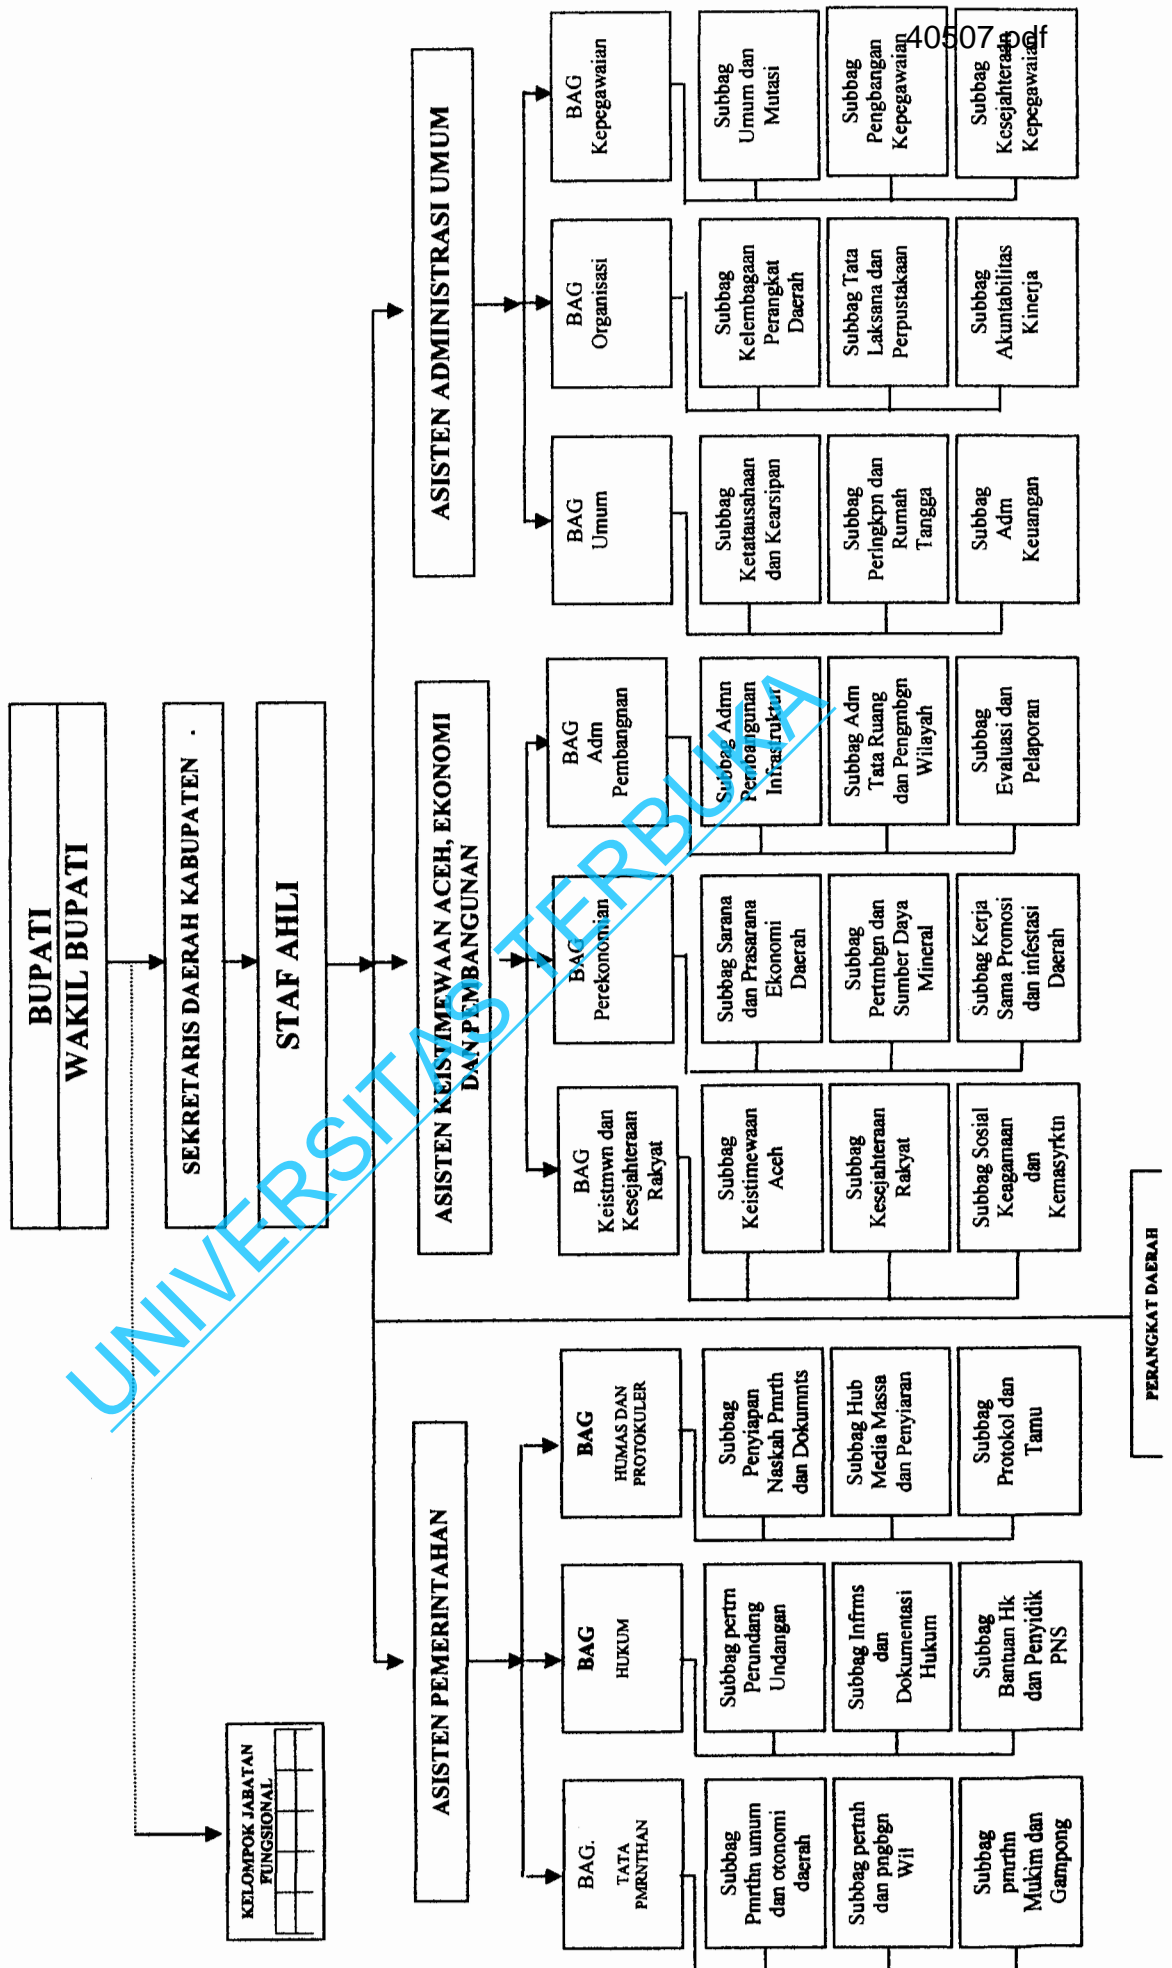 40507.pdf
BUPATI
WAKIL BUPATI
SEKRETARIS DAERAH KABUPATEN
STAF AHLI
KELOMPOK JABATAN
FUNGSIONAL
ASISTEN PEMERINTAHAN
ASISTEN KEISTIMEWAAN ACEH, EKONOMI
DAN PEMBANGUNAN
ASISTEN ADMINISTRASI UMUM
BAG.
TATA
PMRNTHAN
Subbag
Pmrthn umum
dan otonomi
daerah
Subbag pertnh
dan pngbgn
Wil
Subbag
pmrthn
Mukim dan
Gampong
BAG
HUKUM
Subbag pertrn
Perundang
Undangan
Subbag Infrms
dan
Dokumentasi
Hukum
Subbag
Bantuan Hk
dan Penyidik
PNS
BAG
HUMAS DAN
PROTOKULER
Subbag
Penyiapan
Naskah Pmrth
dan Dokumnts
Subbag Hub
Media Massa
dan Penyiaran
Subbag
Protokol dan
Tamu
BAG
Keistmwn dan
Kesejahteraan
Rakyat
Subbag
Keistimewaan
Aceh
Subbag
Kesejahteraan
Rakyat
Subbag Sosial
Keagamaan
dan
Kemasyrktn
BAG
Perekonomian
Subbag Sarana
dan Prasarana
Ekonomi
Daerah
Subbag
Pertmbgn dan
Sumber Daya
Mineral
Subbag Kerja
Sama Promosi
dan infestasi
Daerah
BAG
Adm
Pembangnan
Subbag Admn
Pembangunan
Infrastruktur
Subbag Adm
Tata Ruang
dan Pengmbgn
Wilayah
Subbag
Evaluasi dan
Pelaporan
BAG
Umum
Subbag
Ketatausahaan
dan Kearsipan
Subbag
Peringkpn dan
Rumah
Tangga
Subbag
Adm
Keuangan
BAG
Organisasi
Subbag
Kelembagaan
Perangkat
Daerah
Subbag Tata
Laksana dan
Perpustakaan
Subbag
Akuntabilitas
Kinerja
BAG
Kepegawaian
Subbag
Umum dan
Mutasi
Subbag
Pengbangan
Kepegawaian
Subbag
Kesejahteraan
Kepegawaian
PERANGKAT DAERAH
UNIVERSITAS TERBUKA